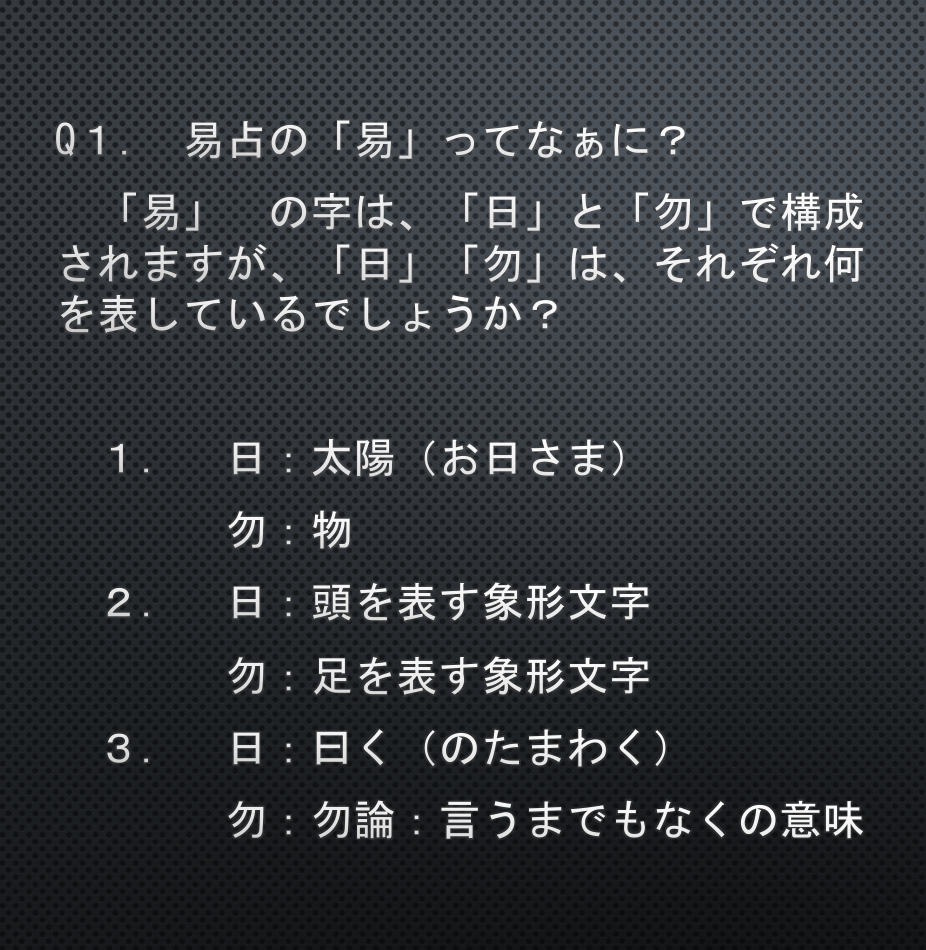 Q１.　易占の「易」ってなぁに？
「易」　の字は、「日」と「勿」で構成
されますが、「日」「勿」は、それぞれ何
を表しているでしょうか？
１.　日：太陽（お日さま）
勿：物
２.　日：頭を表す象形文字
勿：足を表す象形文字
３.　日：曰く（のたまわく）
勿：勿論：言うまでもなくの意味